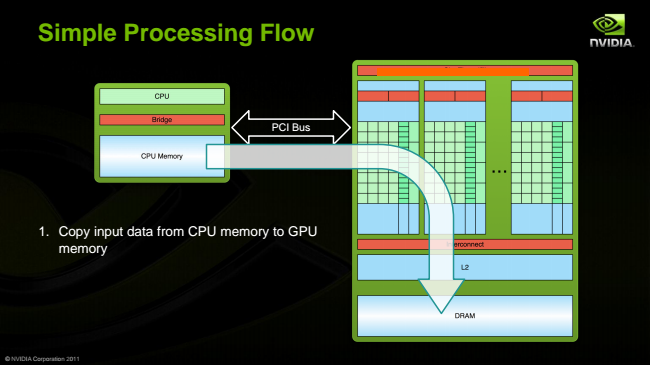 Simple Processing Flow
NVIDIA.
CPU
Bridge
CPU Memory
PCI Bus
1. Copy input data from CPU memory to GPU
memory
Interconnect
L2
DRAM
© NVIDIA Corporation 2011